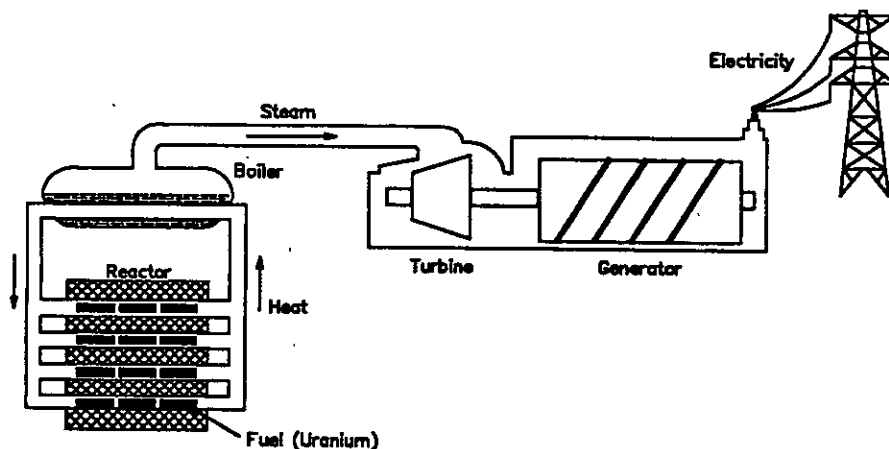 Electricity
Steam
Boiler
Reactor
Heat
Turbine
Generator
Fuel (Uranium)